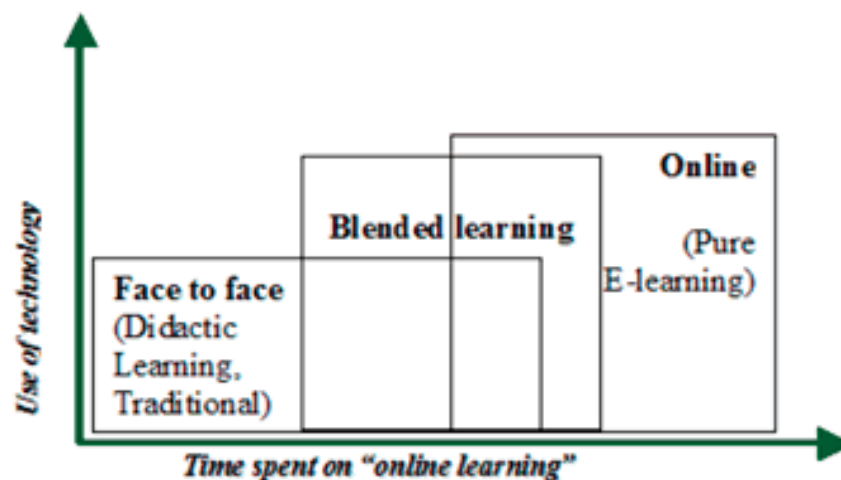 Use of technology
Online
Blended learning
(Pure
E-learning)
Face to face
(Didactic
Learning,
Traditional)
Time spent on “online learning”